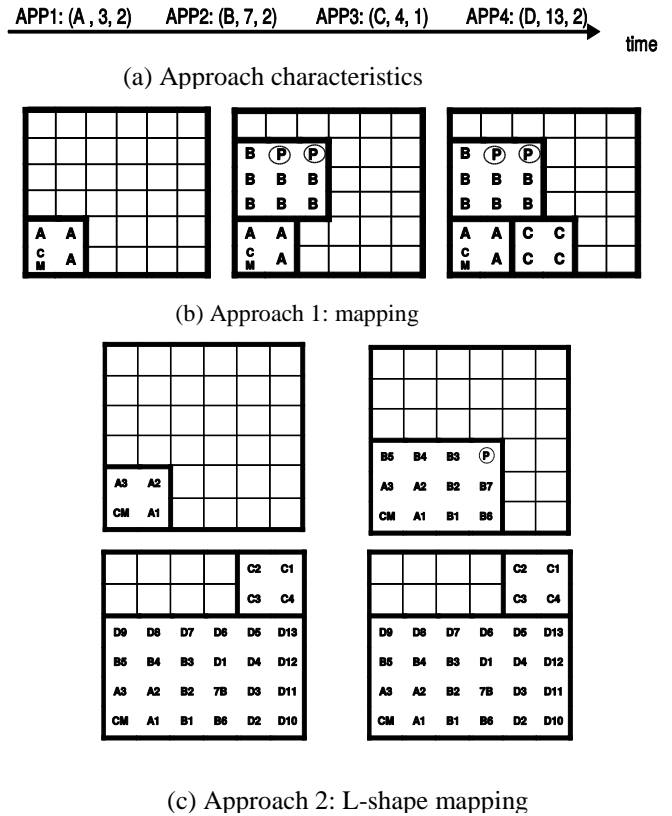 APP1: (A , 3, 2) APP2: (B, 7, 2) APP3: (C, 4, 1) APP4: (D, 13, 2)
time
(a) Approach characteristics
A A
C M A
B P P
B B B
B B B
A A
C M A
B P P
B B B
B B B
A A C C
C M A C C
(b) Approach 1: mapping
A3 A2
CM A1
B5 B4 B3 P
A3 A2 B2 B7
CM A1 B1 B6
C2 C1
C3 C4
D9 D8 D7 D6 D5 D13
B5 B4 B3 D1 D4 D12
A3 A2 B2 7B D3 D11
CM A1 B1 B6 D2 D10
C2 C1
C3 C4
D9 D8 D7 D6 D5 D13
B5 B4 B3 D1 D4 D12
A3 A2 B2 7B D3 D11
CM A1 B1 B6 D2 D10
(c) Approach 2: L-shape mapping